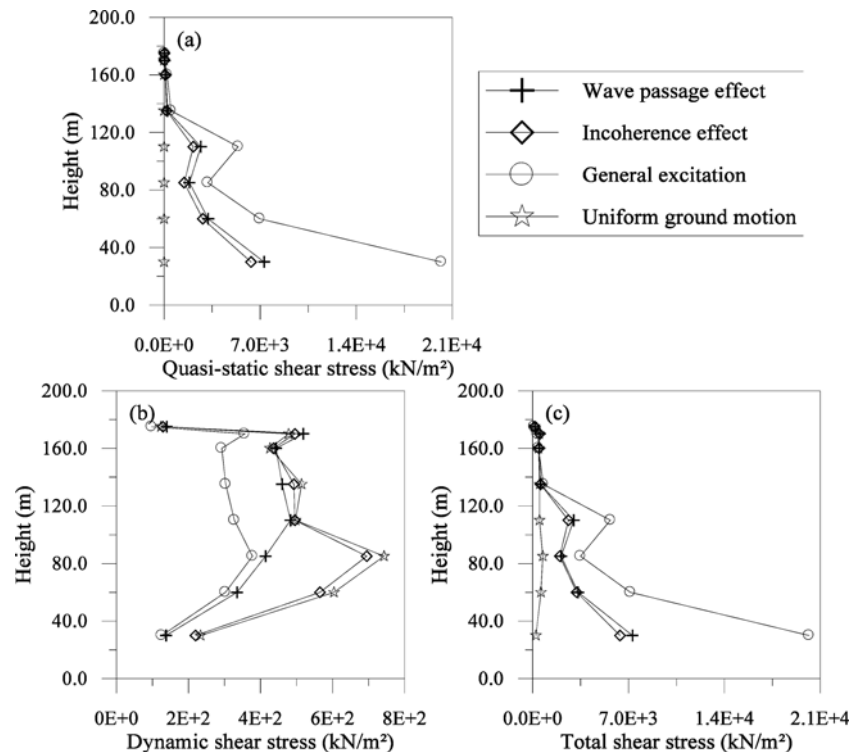 200.0
(a)
160.0
120.0
80.0
40.0
0.0
Height (m)
0.0E+0 7.0E+3 1.4E+4 2.1E+4
Quasi-static shear stress (kN/m²)
Wave passage effect
Incoherence effect
General excitation
Uniform ground motion
200.0
(b)
160.0
120.0
80.0
40.0
0.0
Height (m)
0E+0 2E+2 4E+2 6E+2 8E+2
Dynamic shear stress (kN/m²)
200.0
(c)
160.0
120.0
80.0
40.0
0.0
Height (m)
0.0E+0 7.0E+3 1.4E+4 2.1E+4
Total shear stress (kN/m²)